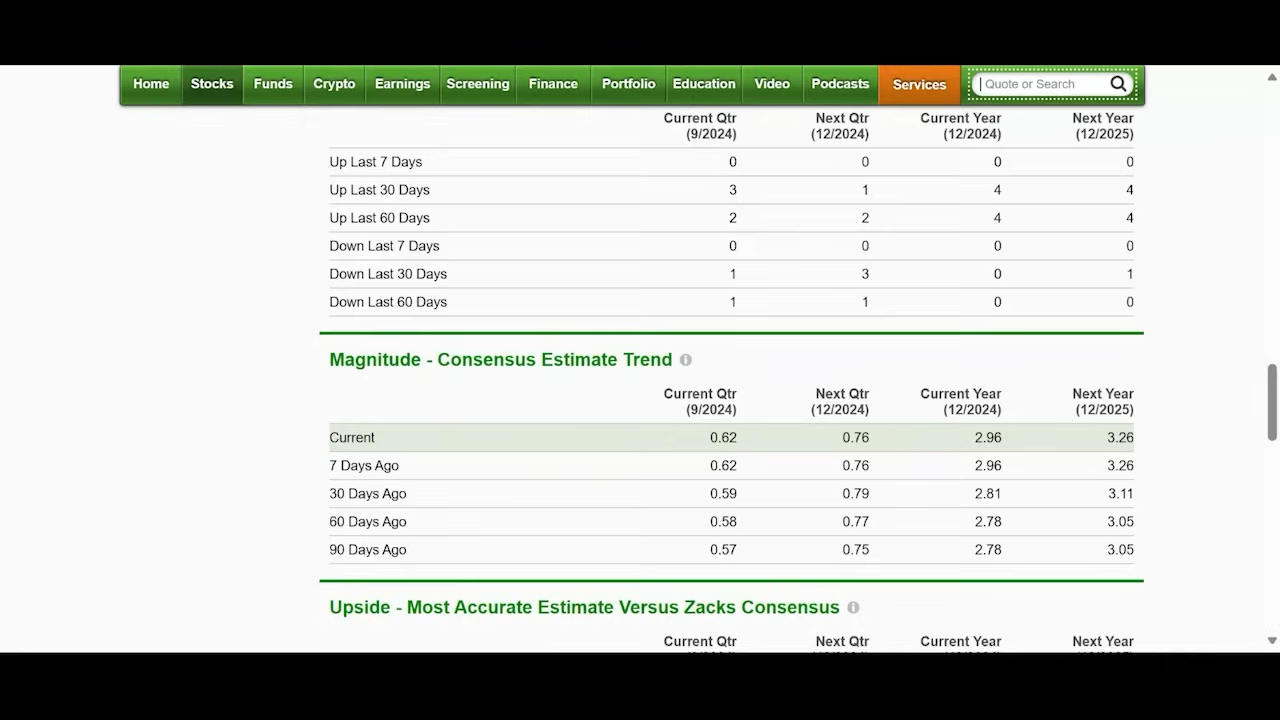 Home Stocks Funds Crypto Earnings Screening Finance Portfolio Education Video Podcasts Services Quote or Search
Current Qtr Next Qtr Current Year Next Year
(9/2024) (12/2024) (12/2024) (12/2025)
Up Last 7 Days 0 0 0 0
Up Last 30 Days 3 1 4 4
Up Last 60 Days 2 2 4 4
Down Last 7 Days 0 0 0 0
Down Last 30 Days 1 3 0 1
Down Last 60 Days 1 1 0 0
Magnitude - Consensus Estimate Trend
Current Qtr Next Qtr Current Year Next Year
(9/2024) (12/2024) (12/2024) (12/2025)
Current 0.62 0.76 2.96 3.26
7 Days Ago 0.62 0.76 2.96 3.26
30 Days Ago 0.59 0.79 2.81 3.11
60 Days Ago 0.58 0.77 2.78 3.05
90 Days Ago 0.57 0.75 2.78 3.05
Upside - Most Accurate Estimate Versus Zacks Consensus
Current Qtr Next Qtr Current Year Next Year